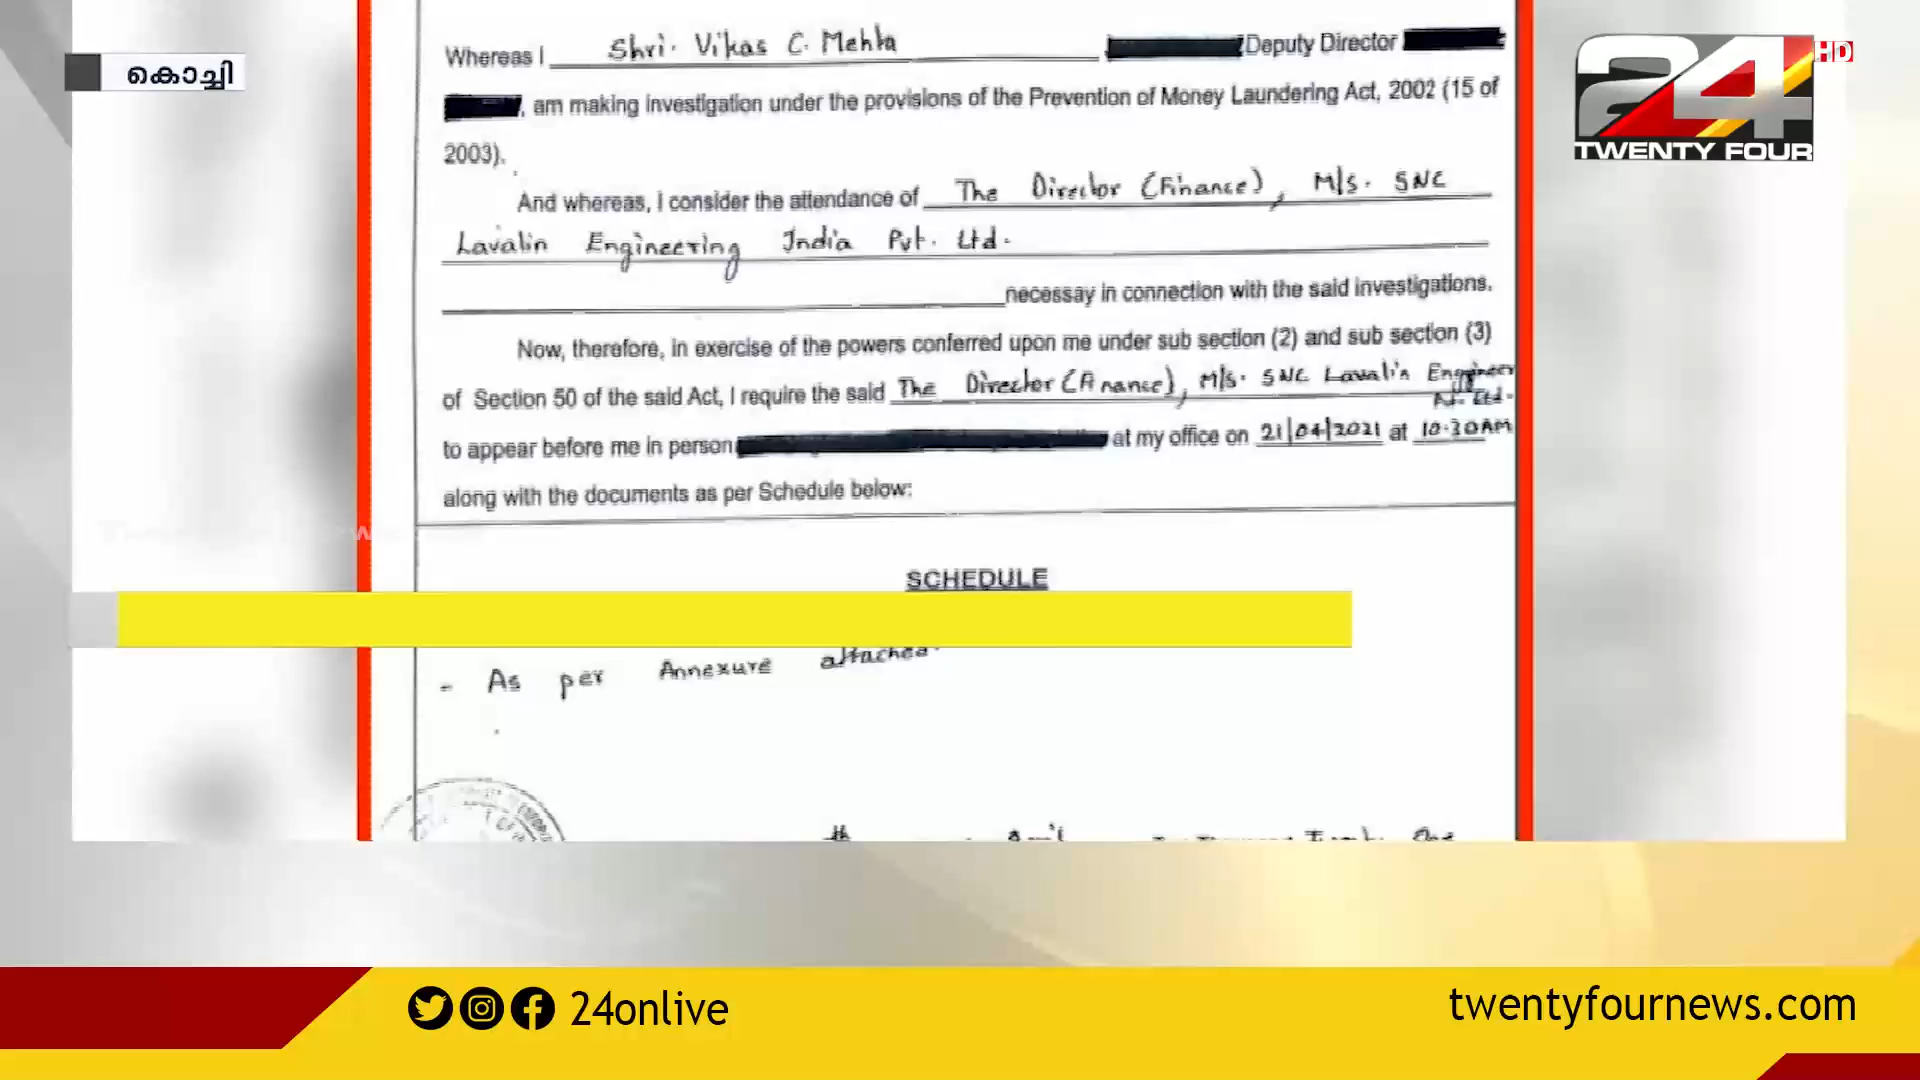 Whereas I Shri. Vikas C. Mehta Deputy Director
, am making investigation under the provisions of the Prevention of Money Laundering Act, 2002 (15 of
2003).
And whereas, I consider the attendance of The Director (Finance), M/s. SNC
Lavalin Engineering India Pvt. Ltd.
necessay in connection with the said investigations.
Now, therefore, in exercise of the powers conferred upon me under sub section (2) and sub section (3)
of Section 50 of the said Act, I require the said The Director (Finance), M/s. SNC Lavalin Engineer
Ltd.
to appear before me in person at my office on 21/04/2021 at 10.30AM
along with the documents as per Schedule below:
SCHEDULE
- As per Annexure attached.
കൊച്ചി
24 HD
TWENTY FOUR
24onlive
twentyfournews.com